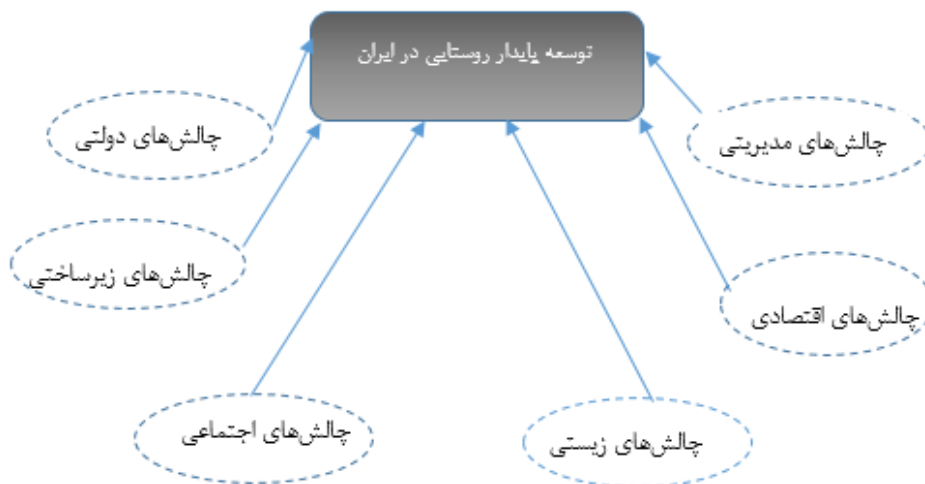 توسعه پایدار روستایی در ایران
چالش‌های مدیریتی
چالش‌های دولتی
چالش‌های اقتصادی
چالش‌های زیرساختی
چالش‌های زیستی
چالش‌های اجتماعی